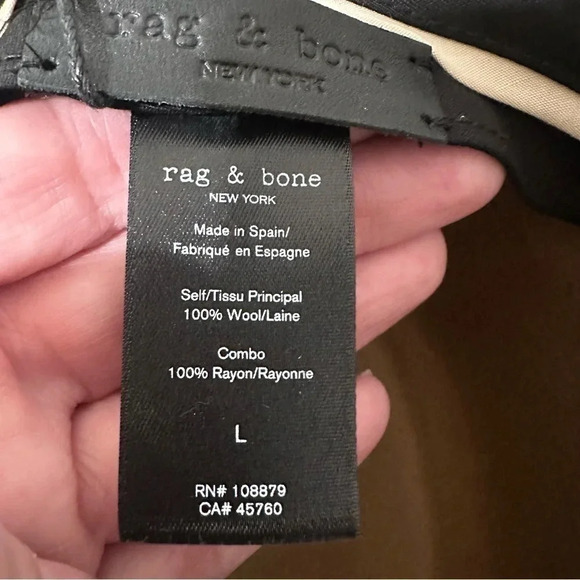 rag & bone
NEW YORK
rag & bone
NEW YORK
Made in Spain/
Fabriqué en Espagne
Self/Tissu Principal
100% Wool/Laine
Combo
100% Rayon/Rayonne
L
RN# 108879
CA# 45760